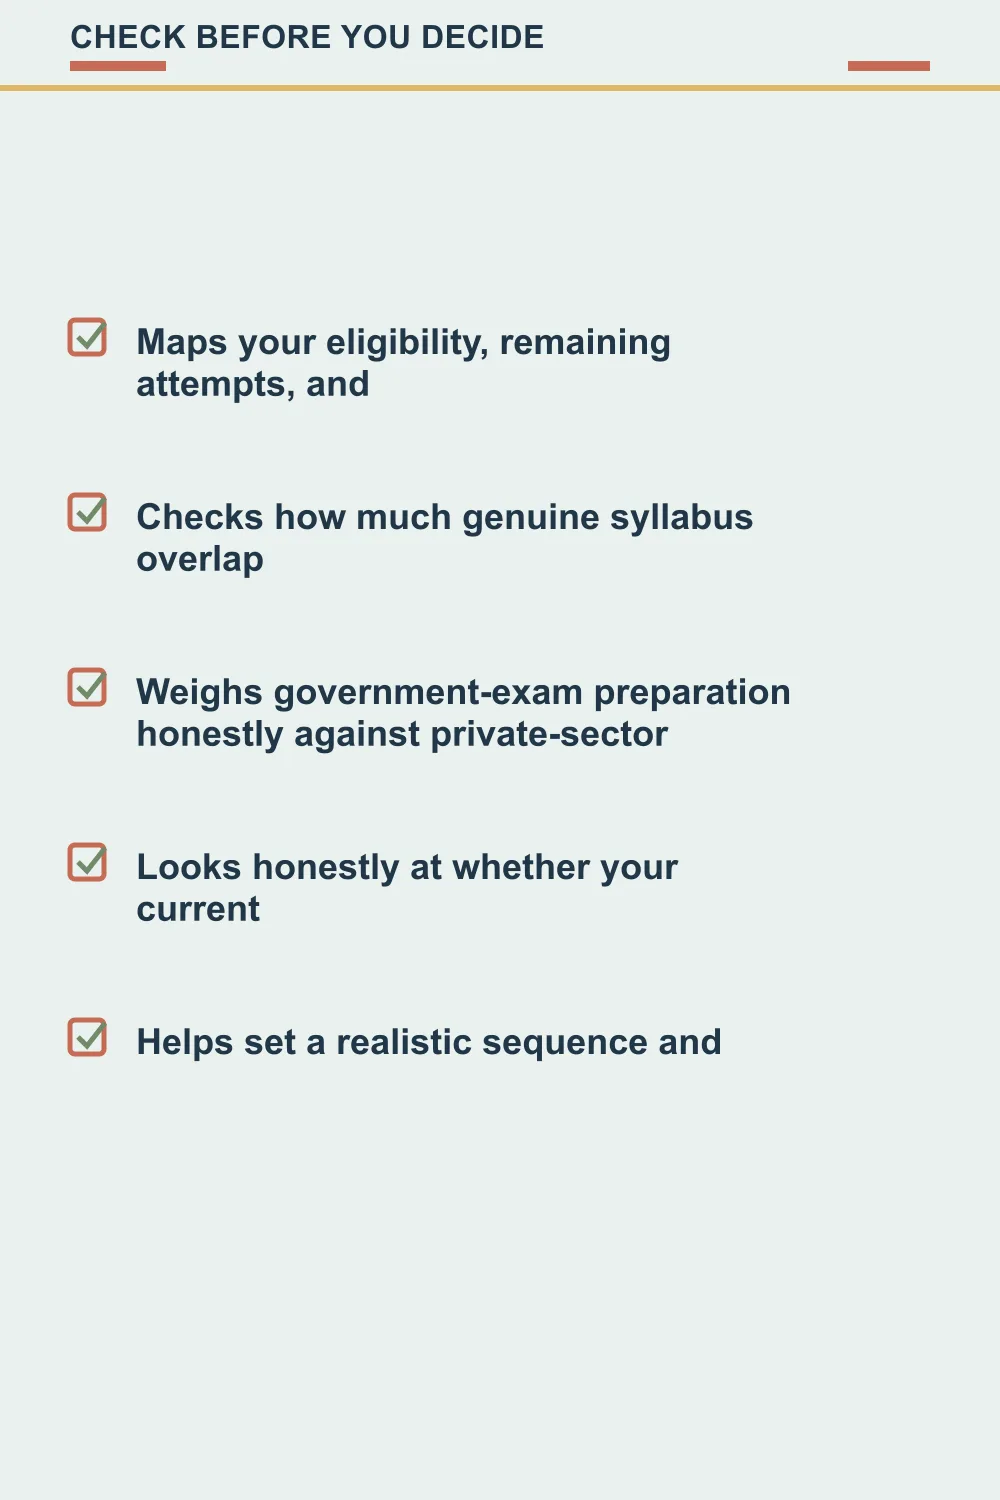 CHECK BEFORE YOU DECIDE
Maps your eligibility, remaining
attempts, and
Checks how much genuine syllabus
overlap
Weighs government-exam preparation
honestly against private-sector
Looks honestly at whether your
current
Helps set a realistic sequence and